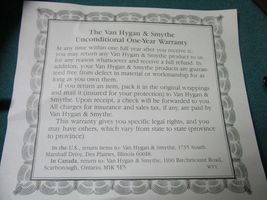 The Van Hygan & Smythe
Unconditional One-Year Warranty
At any time within one full year after you receive it,
you may return any Van Hygan & Smythe product to us
for any reason whatsoever and receive a full refund. In
addition, your Van Hygan & Smythe products are guaran-
teed free from defect in material or workmanship for as
long as you own them.
If you return an item, pack it in the original wrappings
and mail it (insured for your protection) to Van Hygan &
Smythe. Upon receipt, a check will be forwarded to you.
All charges for insurance and sales tax, if any, are paid by
Van Hygan & Smythe.
This warranty gives you specific legal rights, and you
may have others, which vary from state to state (province
to province).
In the U.S., return items to: Van Hygan & Smythe, 1755 South
Marshall Drive, Des Plaines, Illinois 60018.
In Canada, return to: Van Hygan & Smythe, 1100 Birchmount Road,
Scarborough, Ontario M1K 5E5